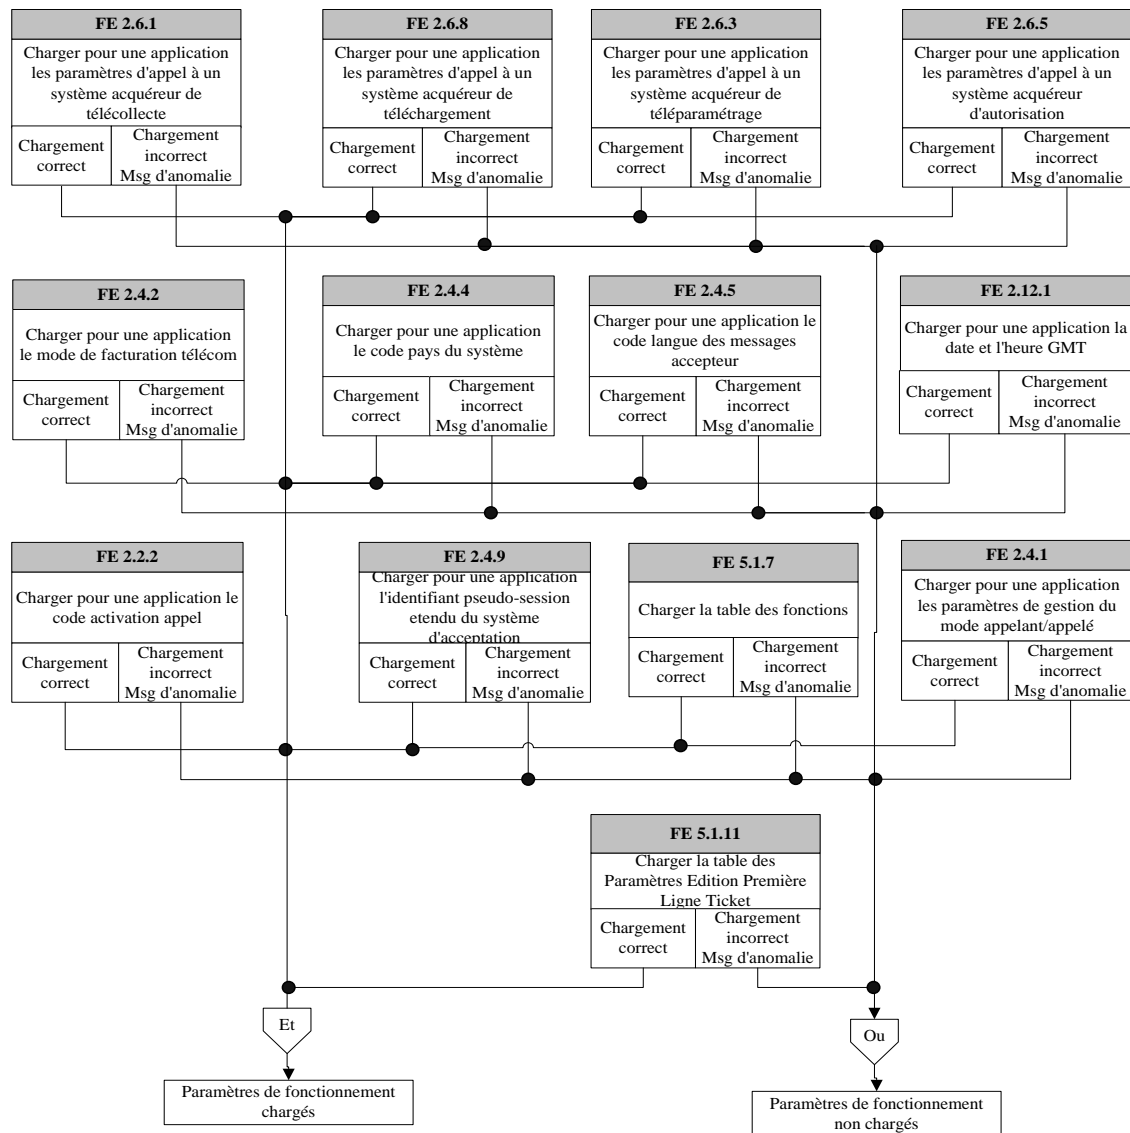 FE 2.6.1
Charger pour une application
les paramètres d'appel à un
système acquéreur de
télécollecte
Chargement
correct
Chargement
incorrect
Msg d'anomalie
FE 2.6.8
Charger pour une application
les paramètres d'appel à un
système acquéreur de
téléchargement
Chargement
correct
Chargement
incorrect
Msg d'anomalie
FE 2.6.3
Charger pour une application
les paramètres d'appel à un
système acquéreur de
téléparamétrage
Chargement
correct
Chargement
incorrect
Msg d'anomalie
FE 2.6.5
Charger pour une application
les paramètres d'appel à un
système acquéreur
d'autorisation
Chargement
correct
Chargement
incorrect
Msg d'anomalie
FE 2.4.2
Charger pour une application
le mode de facturation télécom
Chargement
correct
Chargement
incorrect
Msg d'anomalie
FE 2.4.4
Charger pour une application
le code pays du système
Chargement
correct
Chargement
incorrect
Msg d'anomalie
FE 2.4.5
Charger pour une application le
code langue des messages
accepteur
Chargement
correct
Chargement
incorrect
Msg d'anomalie
FE 2.12.1
Charger pour une application la
date et l'heure GMT
Chargement
correct
Chargement
incorrect
Msg d'anomalie
FE 2.2.2
Charger pour une application le
code activation appel
Chargement
correct
Chargement
incorrect
Msg d'anomalie
FE 2.4.9
Charger pour une application
l'identifiant pseudo-session
etendu du système
d'acceptation
Chargement
correct
Chargement
incorrect
Msg d'anomalie
FE 5.1.7
Charger la table des fonctions
Chargement
correct
Chargement
incorrect
Msg d'anomalie
FE 2.4.1
Charger pour une application
les paramètres de gestion du
mode appelant/appelé
Chargement
correct
Chargement
incorrect
Msg d'anomalie
FE 5.1.11
Charger la table des
Paramètres Edition Première
Ligne Ticket
Chargement
correct
Chargement
incorrect
Msg d'anomalie
Et
Ou
Paramètres de fonctionnement
chargés
Paramètres de fonctionnement
non chargés